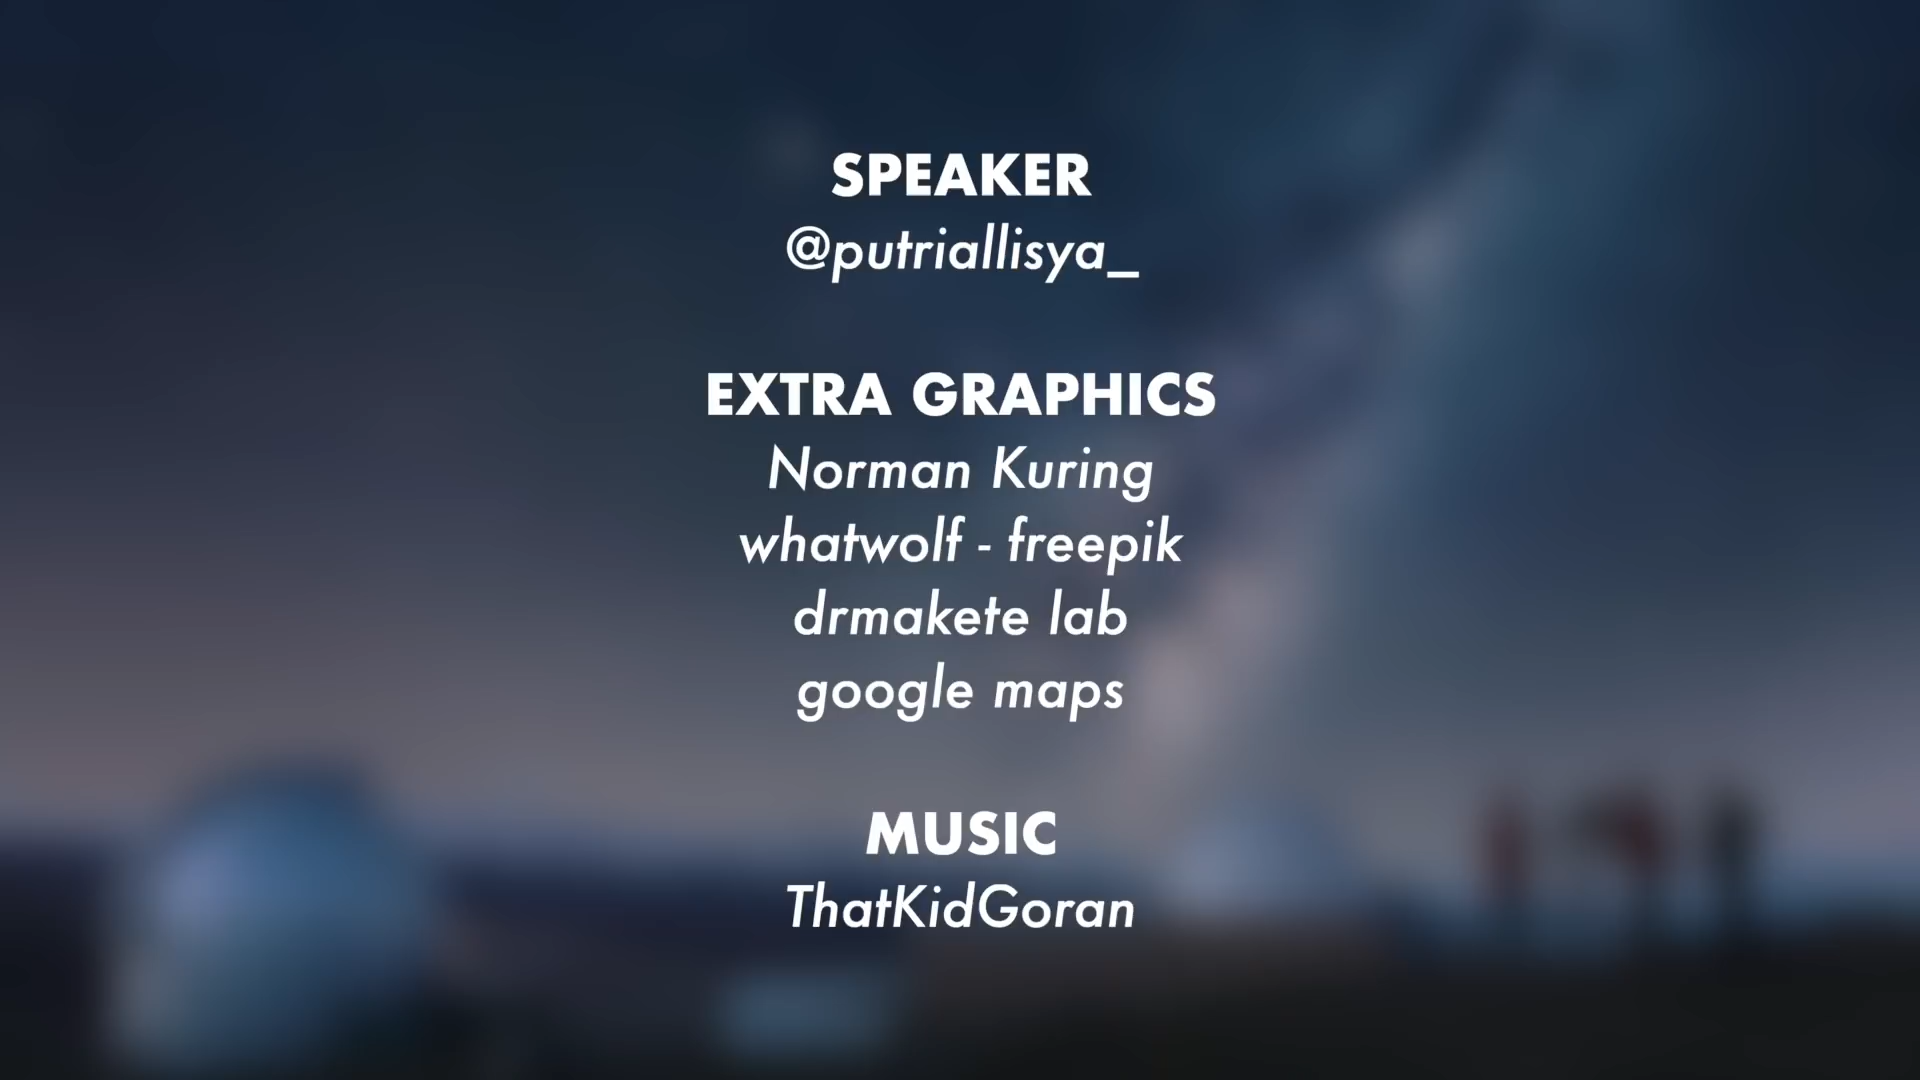 SPEAKER
@putriallisya_
EXTRA GRAPHICS
Norman Kuring
whatwolf - freepik
drmakete lab
google maps
MUSIC
ThatKidGoran